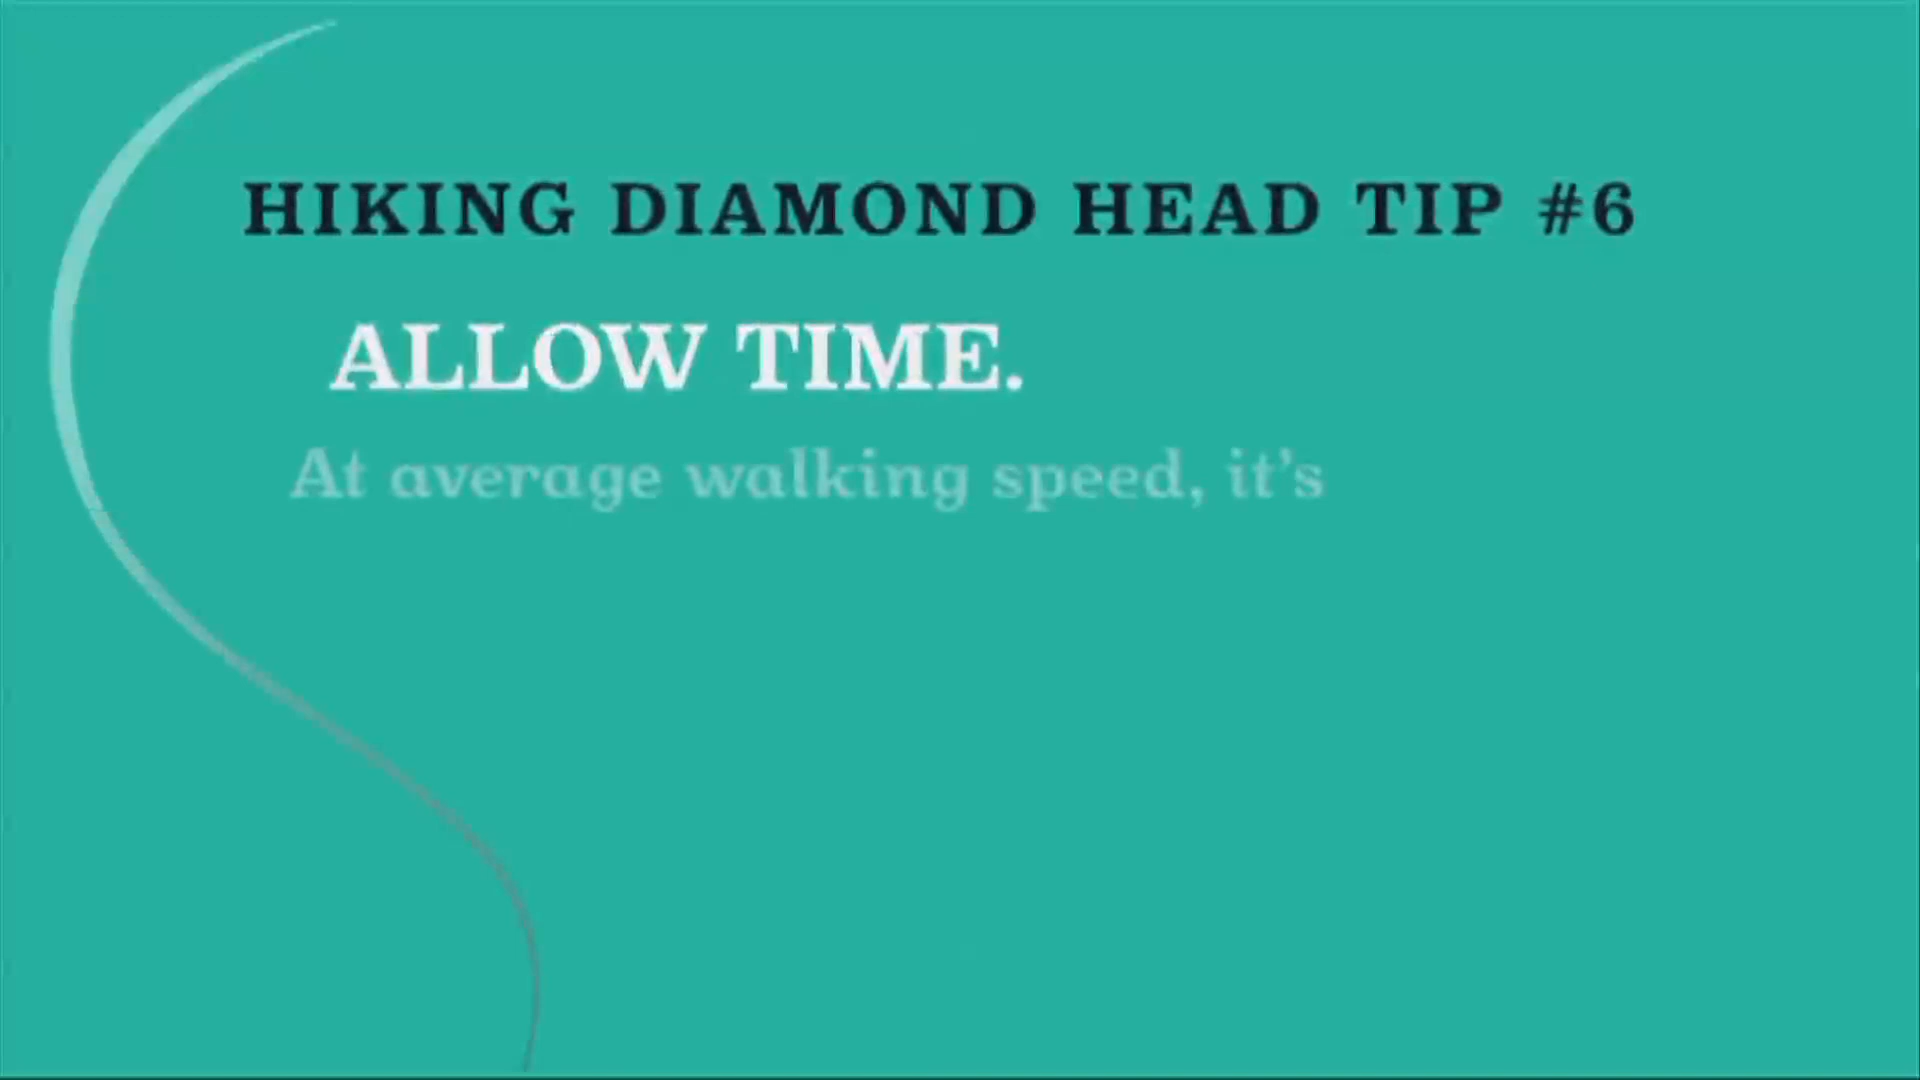 HIKING DIAMOND HEAD TIP #6
ALLOW TIME.
At average walking speed, it’s